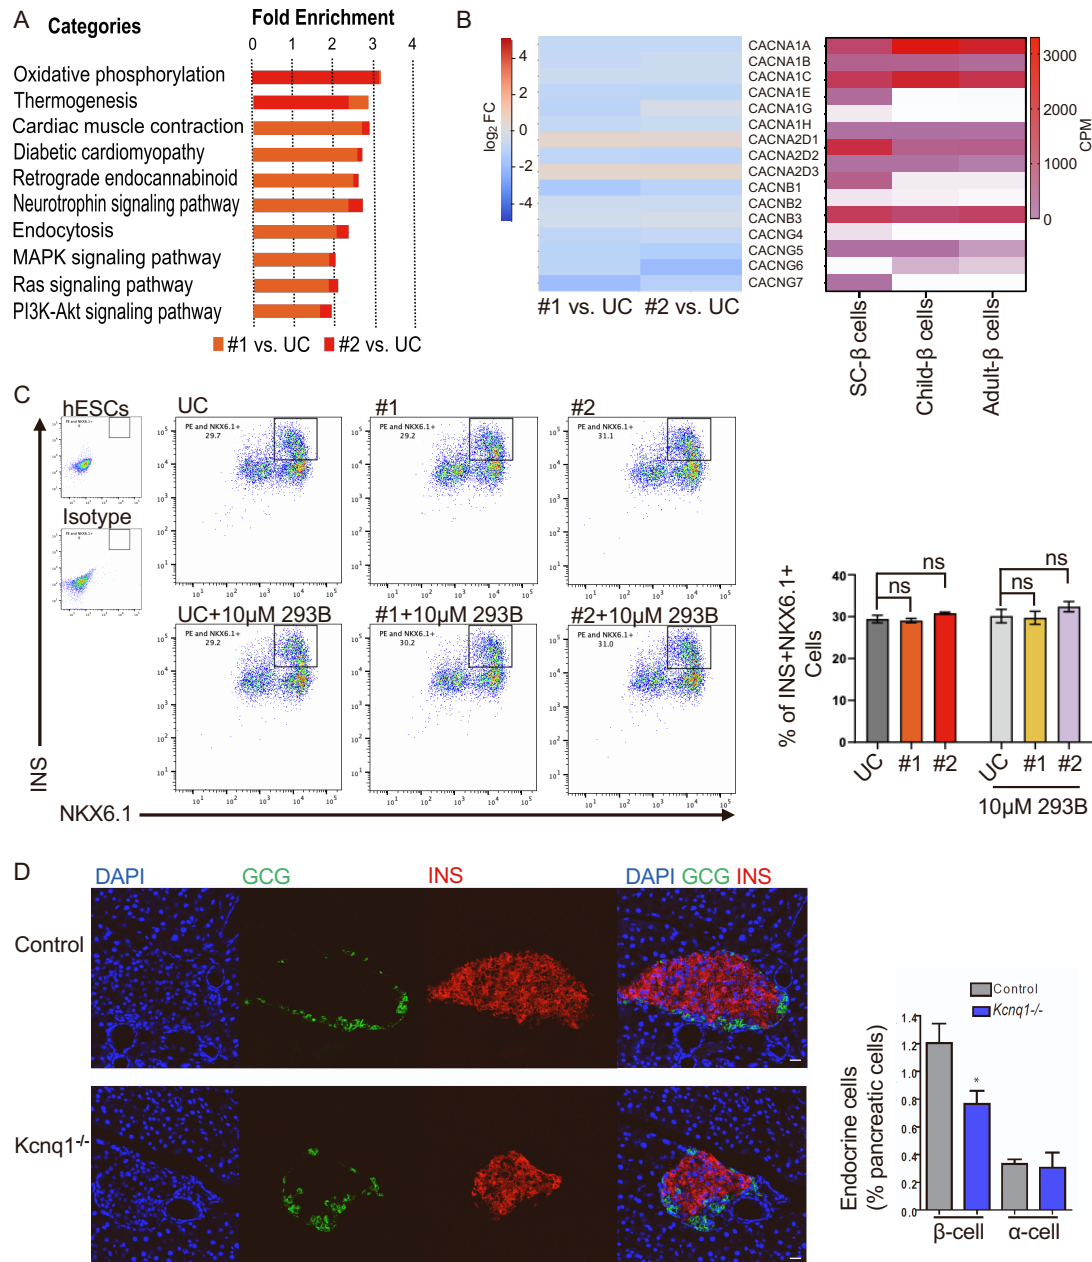 A
Categories
Fold Enrichment
0 1 2 3 4
Oxidative phosphorylation
Thermogenesis
Cardiac muscle contraction
Diabetic cardiomyopathy
Retrograde endocannabinoid
Neurotrophin signaling pathway
Endocytosis
MAPK signaling pathway
Ras signaling pathway
PI3K-Akt signaling pathway
#1 vs. UC #2 vs. UC
B
4
2
0
-2
-4
log2 FC
CACNA1A
CACNA1B
CACNA1C
CACNA1E
CACNA1G
CACNA1H
CACNA2D1
CACNA2D2
CACNA2D3
CACNB1
CACNB2
CACNB3
CACNG4
CACNG5
CACNG6
CACNG7
#1 vs. UC #2 vs. UC
3000
2000
1000
0
CPM
SC-β cells
Child-β cells
Adult-β cells
C
hESCs
Isotype
UC
PE and NKX6.1+
29.7
#1
PE and NKX6.1+
29.2
#2
PE and NKX6.1+
31.1
UC+10µM 293B
PE and NKX6.1+
29.2
#1+10µM 293B
PE and NKX6.1+
30.2
#2+10µM 293B
PE and NKX6.1+
31.0
INS
NKX6.1
% of INS+NKX6.1+
Cells
40
30
20
10
0
ns
ns
ns
ns
UC #1 #2 UC #1 #2
10µM 293B
D
DAPI GCG INS DAPI GCG INS
Control
Kcnq1-/-
Control
Kcnq1-/-
Endocrine cells
(% pancreatic cells)
1.4
1.2
1.0
0.8
0.6
0.4
0.2
0.0
*
β-cell α-cell